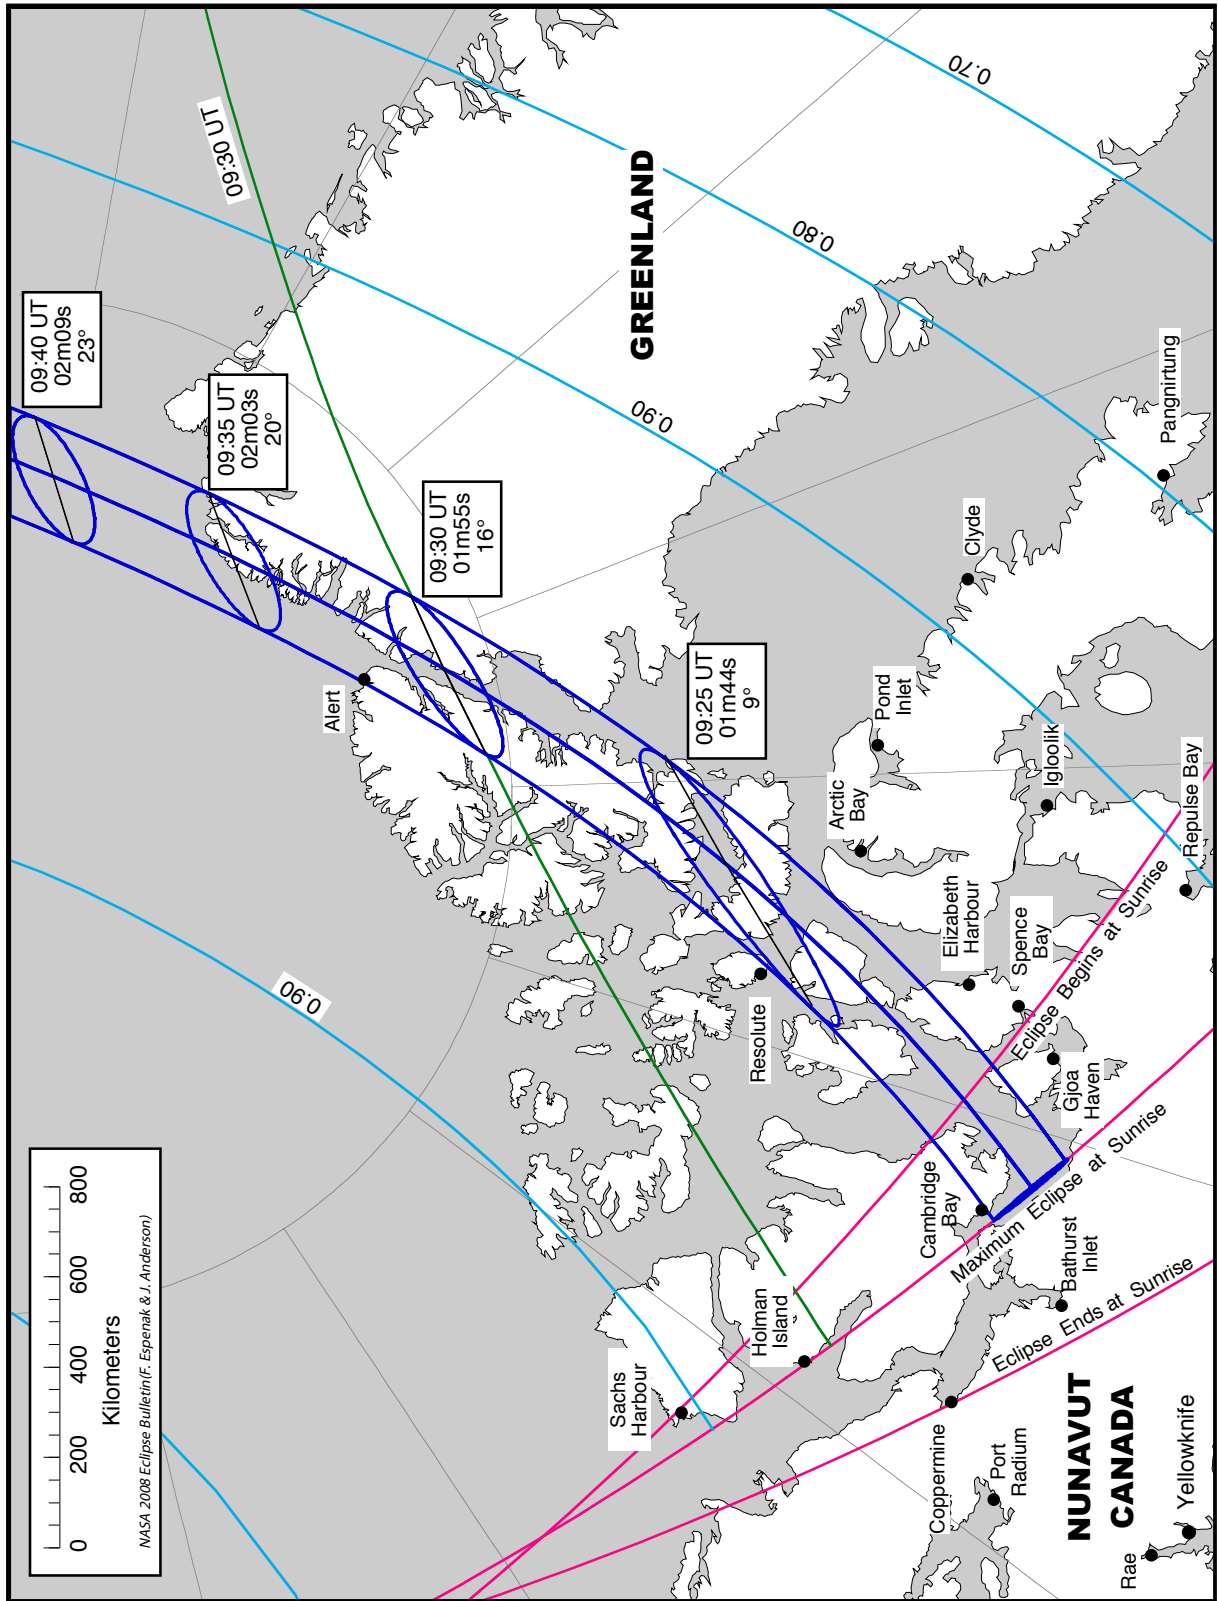 09:40 UT
02m09s
23°
09:35 UT
02m03s
20°
09:30 UT
01m55s
16°
09:25 UT
01m44s
9°
09:30 UT
0.70
0.80
0.90
0.90
GREENLAND
Alert
Pangnirtung
Clyde
Pond
Inlet
Arctic
Bay
Igloolik
Repulse Bay
Elizabeth
Harbour
Spence
Bay
Resolute
Gjoa
Haven
Cambridge
Bay
Bathurst
Inlet
Holman
Island
Sachs
Harbour
Coppermine
Port
Radium
Rae
Yellowknife
Eclipse Begins at Sunrise
Maximum Eclipse at Sunrise
Eclipse Ends at Sunrise
NUNAVUT
CANADA
0 200 400 600 800
Kilometers
NASA 2008 Eclipse Bulletin(F. Espenak & J. Anderson)